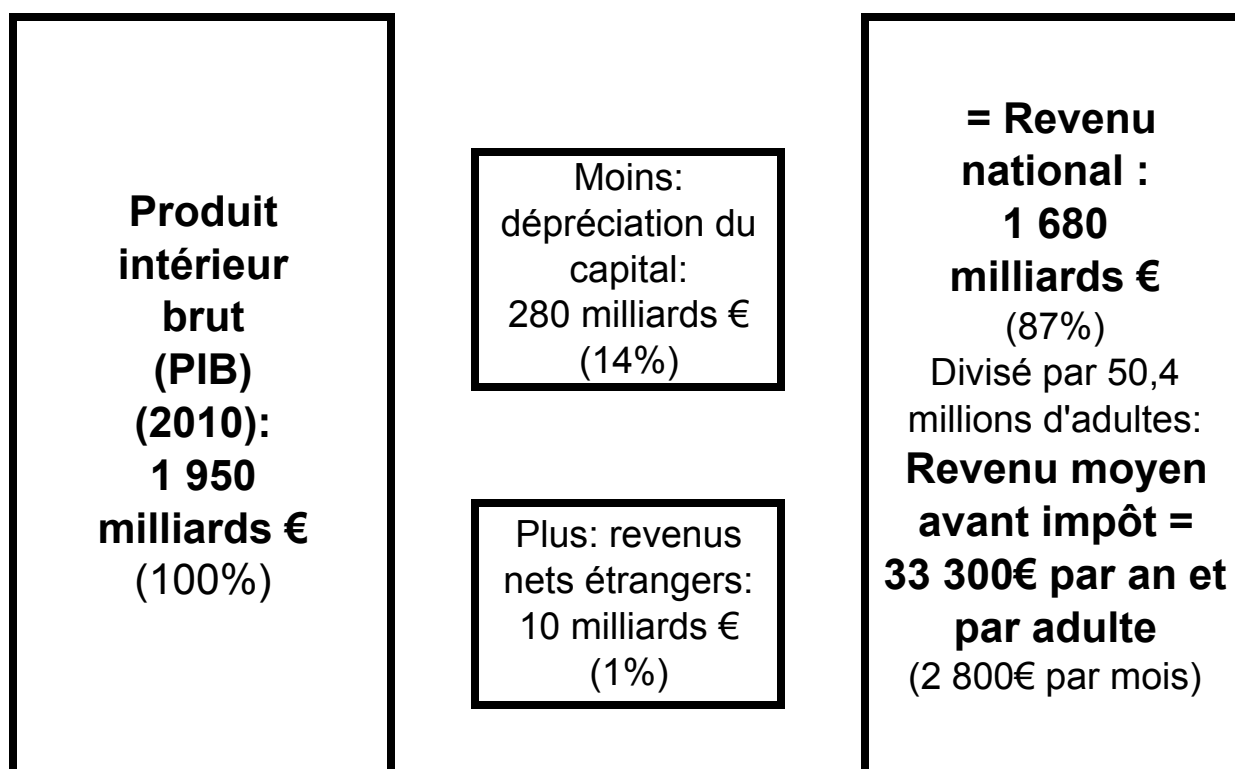 Produit
intérieur
brut
(PIB)
(2010):
1 950
milliards €
(100%)
Moins:
dépréciation du
capital:
280 milliards €
(14%)
Plus: revenus
nets étrangers:
10 milliards €
(1%)
= Revenu
national :
1 680
milliards €
(87%)
Divisé par 50,4
millions d'adultes:
Revenu moyen
avant impôt =
33 300€ par an et
par adulte
(2 800€ par mois)